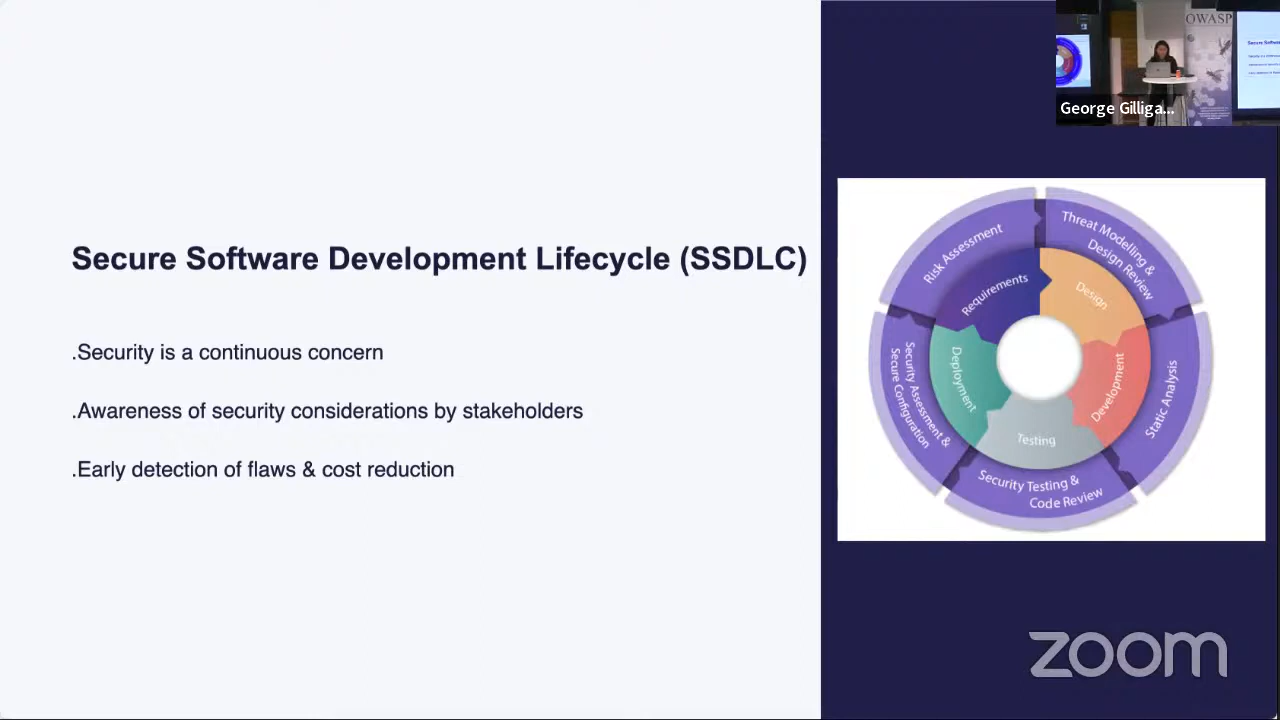 OWASP
George Gilliga...
Secure Software Development Lifecycle (SSDLC)
.Security is a continuous concern
.Awareness of security considerations by stakeholders
.Early detection of flaws & cost reduction
Risk Assessment
Threat Modelling &
Design Review
Static Analysis
Security Testing &
Code Review
Security Assessment &
Secure Configuration
Requirements
Design
Development
Testing
Deployment
zoom